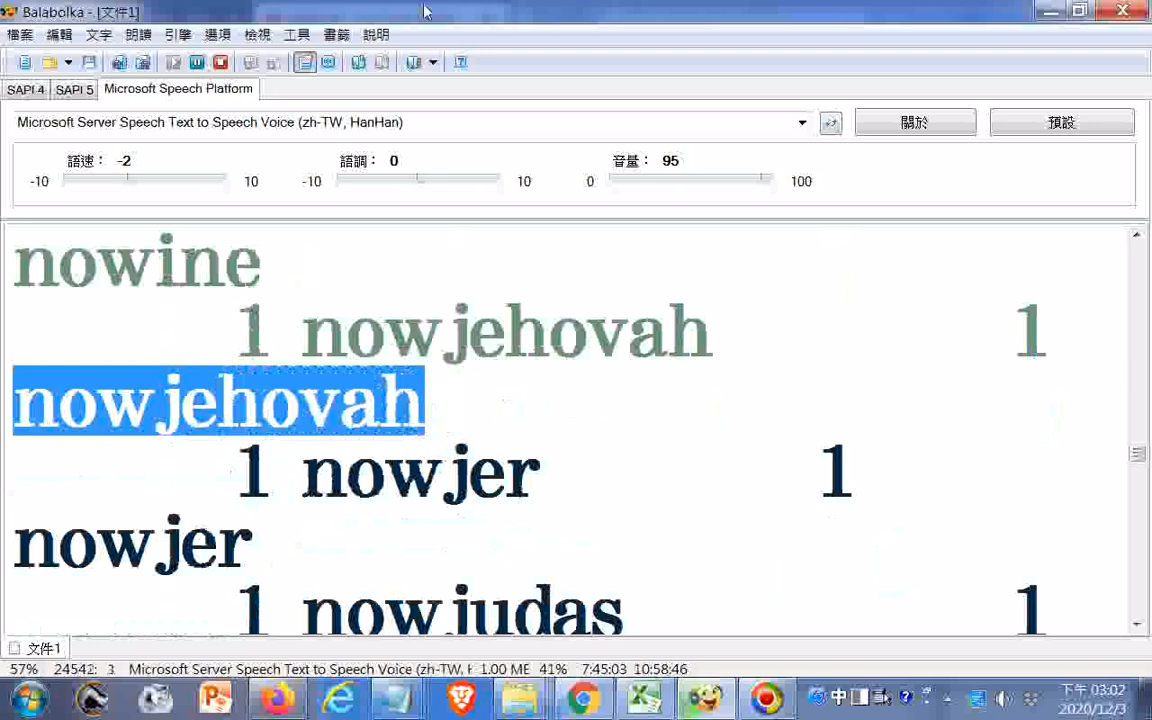 Balabolka - [文件1]
檔案 編輯 文字 朗讀 引擎 選項 檢視 工具 書籤 說明
SAPI 4 SAPI 5 Microsoft Speech Platform
Microsoft Server Speech Text to Speech Voice (zh-TW, HanHan) 關於 預設
語速： -2 語調： 0 音量： 95
-10 10 -10 10 0 100
nowine
1 nowjehovah 1
nowjehovah
1 nowjer 1
nowjer
1 nowjudas 1
文件1
57% 24542: 3 Microsoft Server Speech Text to Speech Voice (zh-TW, H 1.00 ME 41% 7:45:03 10:58:46
中 下午 03:02
2020/12/3